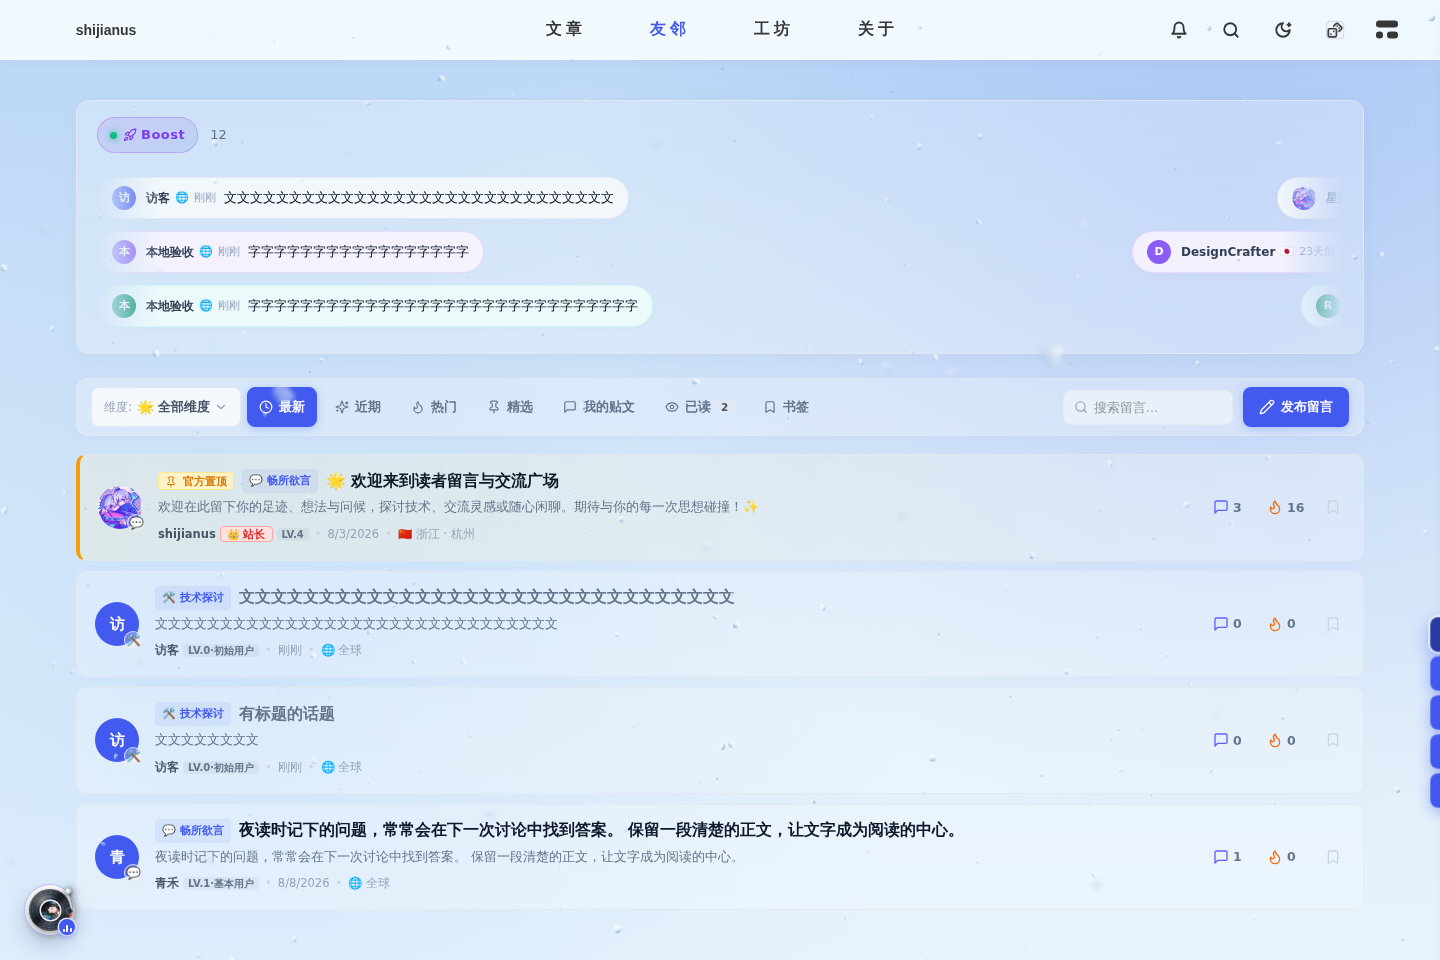 shijianus 文章 友邻 工坊 关于
Boost 12
访 访客 刚刚 文文文文文文文文文文文文文文文文文文文文文文文文文文文文文文 星
本 本地验收 刚刚 字字字字字字字字字字字字字字字字字 D DesignCrafter 23天前
本 本地验收 刚刚 字字字字字字字字字字字字字字字字字字字字字字字字字字字字字字 R
维度: 全部维度 最新 近期 热门 精选 我的贴文 已读 2 书签 搜索留言... 发布留言
官方置顶 畅所欲言 欢迎来到读者留言与交流广场
欢迎在此留下你的足迹、想法与问候，探讨技术、交流灵感或随心闲聊。期待与你的每一次思想碰撞！✨
3 16
shijianus 站长 LV.4 • 8/3/2026 • 浙江 · 杭州
技术探讨 文文文文文文文文文文文文文文文文文文文文文文文文文文文文文文文
访 文文文文文文文文文文文文文文文文文文文文文文文文文文文文文文文 0 0
访客 LV.0·初始用户 • 刚刚 • 全球
技术探讨 有标题的话题
访 文文文文文文文文 0 0
访客 LV.0·初始用户 • 刚刚 • 全球
畅所欲言 夜读时记下的问题，常常会在下一次讨论中找到答案。 保留一段清楚的正文，让文字成为阅读的中心。
青 夜读时记下的问题，常常会在下一次讨论中找到答案。 保留一段清楚的正文，让文字成为阅读的中心。 1 0
青禾 LV.1·基本用户 • 8/8/2026 • 全球